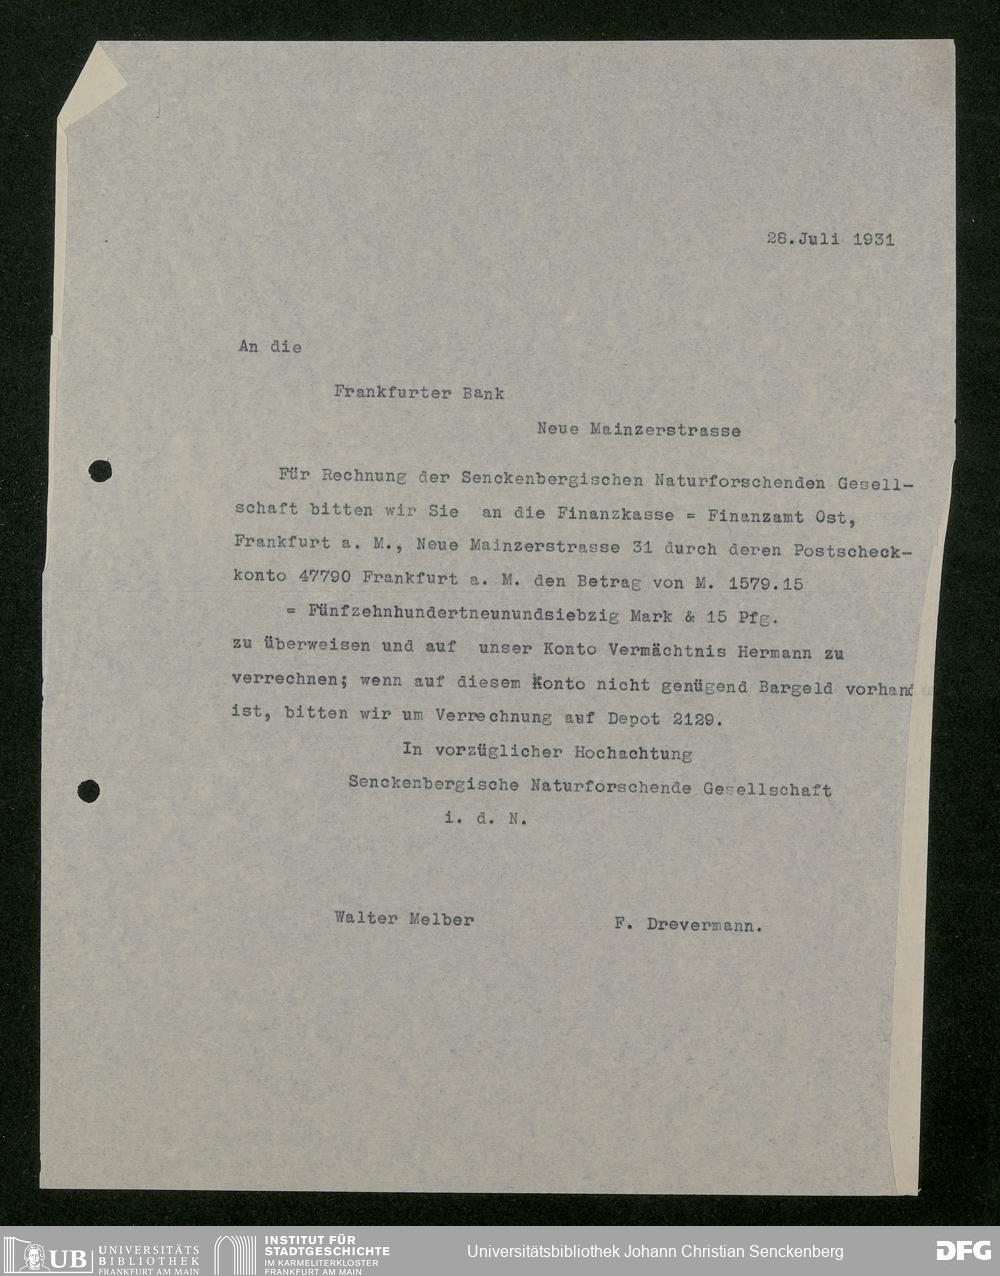 28.Juli 1931
An die
Frankfurter Bank
Neue Mainzerstrasse
Für Rechnung der Senckenbergischen Naturforschenden Gesell-
schaft bitten wir Sie an die Finanzkasse = Finanzamt Ost,
Frankfurt a. M., Neue Mainzerstrasse 31 durch deren Postscheck-
konto 47790 Frankfurt a. M. den Betrag von M. 1579.15
= Fünfzehnhundertneunundsiebzig Mark & 15 Pfg.
zu überweisen und auf unser Konto Vermächtnis Hermann zu
verrechnen; wenn auf diesem Konto nicht genügend Bargeld vorhand
ist, bitten wir um Verrechnung auf Depot 2129.
In vorzüglicher Hochachtung
Senckenbergische Naturforschende Gesellschaft
i. d. N.
Walter Melber F. Drevermann.
UB UNIVERSITÄTS
BIBLIOTHEK
FRANKFURT AM MAIN
INSTITUT FÜR
STADTGESCHICHTE
IM KARMELITERKLOSTER
FRANKFURT AM MAIN
Universitätsbibliothek Johann Christian Senckenberg
DFG